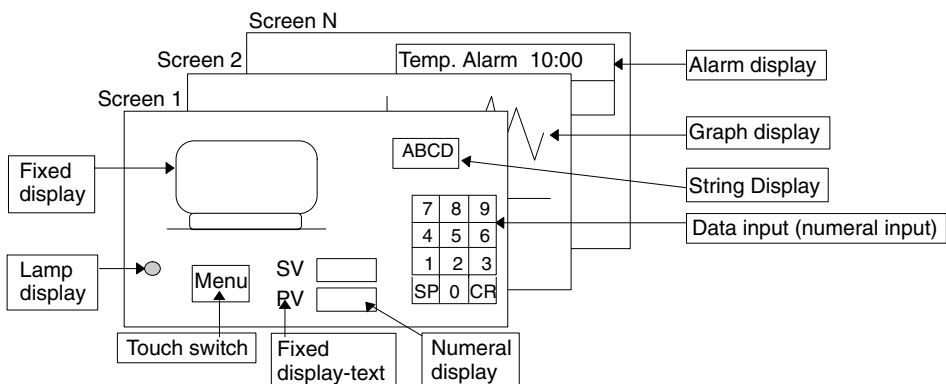 Screen N
Screen 2
Temp. Alarm 10:00
Alarm display
Screen 1
Graph display
ABCD
Fixed
display
String Display
7 8 9
Data input (numeral input)
4 5 6
Lamp
display
SV
1 2 3
Menu
PV
SP 0 CR
Touch switch
Fixed
display-text
Numeral
display